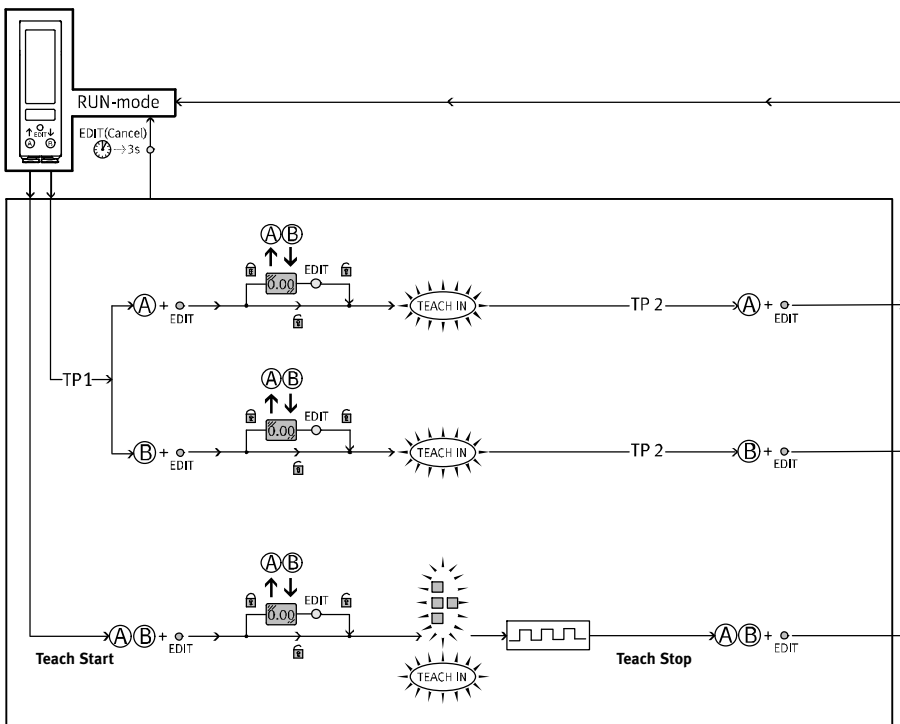 RUN-mode
EDIT(Cancel)
3s
EDIT
A B
A B
EDIT
0.00
A + EDIT
TEACH IN
TP 2
A + EDIT
TP1
A B
EDIT
0.00
B + EDIT
TEACH IN
TP 2
B + EDIT
A B
EDIT
0.00
A B + EDIT
Teach Start
TEACH IN
Teach Stop
A B + EDIT